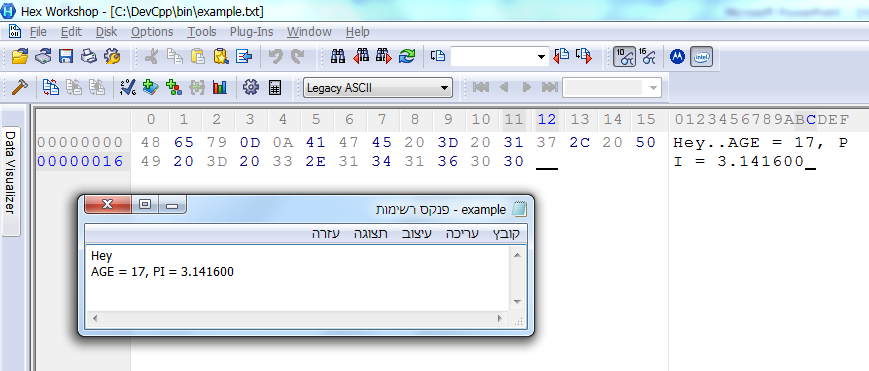 Hex Workshop - [C:\DevCpp\bin\example.txt]
File Edit Disk Options Tools Plug-Ins Window Help
Legacy ASCII
0 1 2 3 4 5 6 7 8 9 10 11 12 13 14 15 0123456789ABCDEF
00000000 48 65 79 0D 0A 41 47 45 20 3D 20 31 37 2C 20 50 Hey..AGE = 17, P
00000016 49 20 3D 20 33 2E 31 34 31 36 30 30 I = 3.141600
Data Visualizer
example - פנקס רשימות
קובץ עריכה עיצוב תצוגה עזרה
Hey
AGE = 17, PI = 3.141600